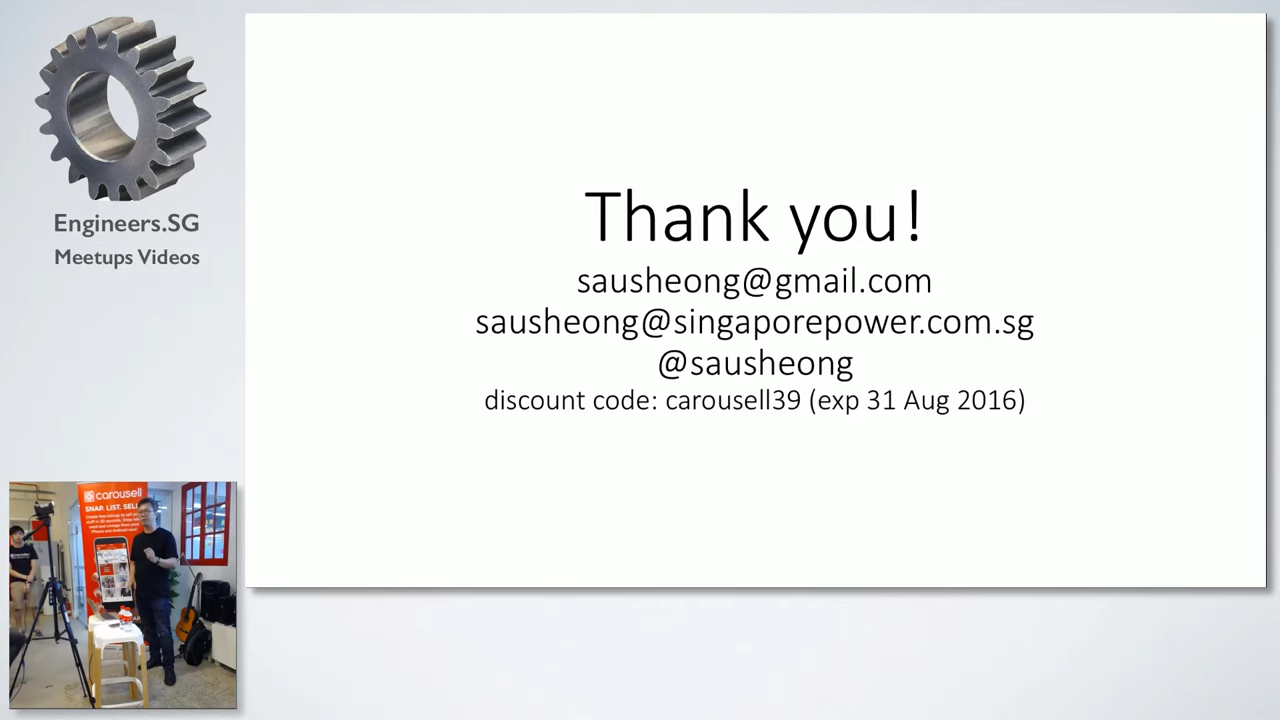 Engineers.SG
Meetups Videos
Thank you!
sausheong@gmail.com
sausheong@singaporepower.com.sg
@sausheong
discount code: carousell39 (exp 31 Aug 2016)
carousell
SNAP. LIST. SELL